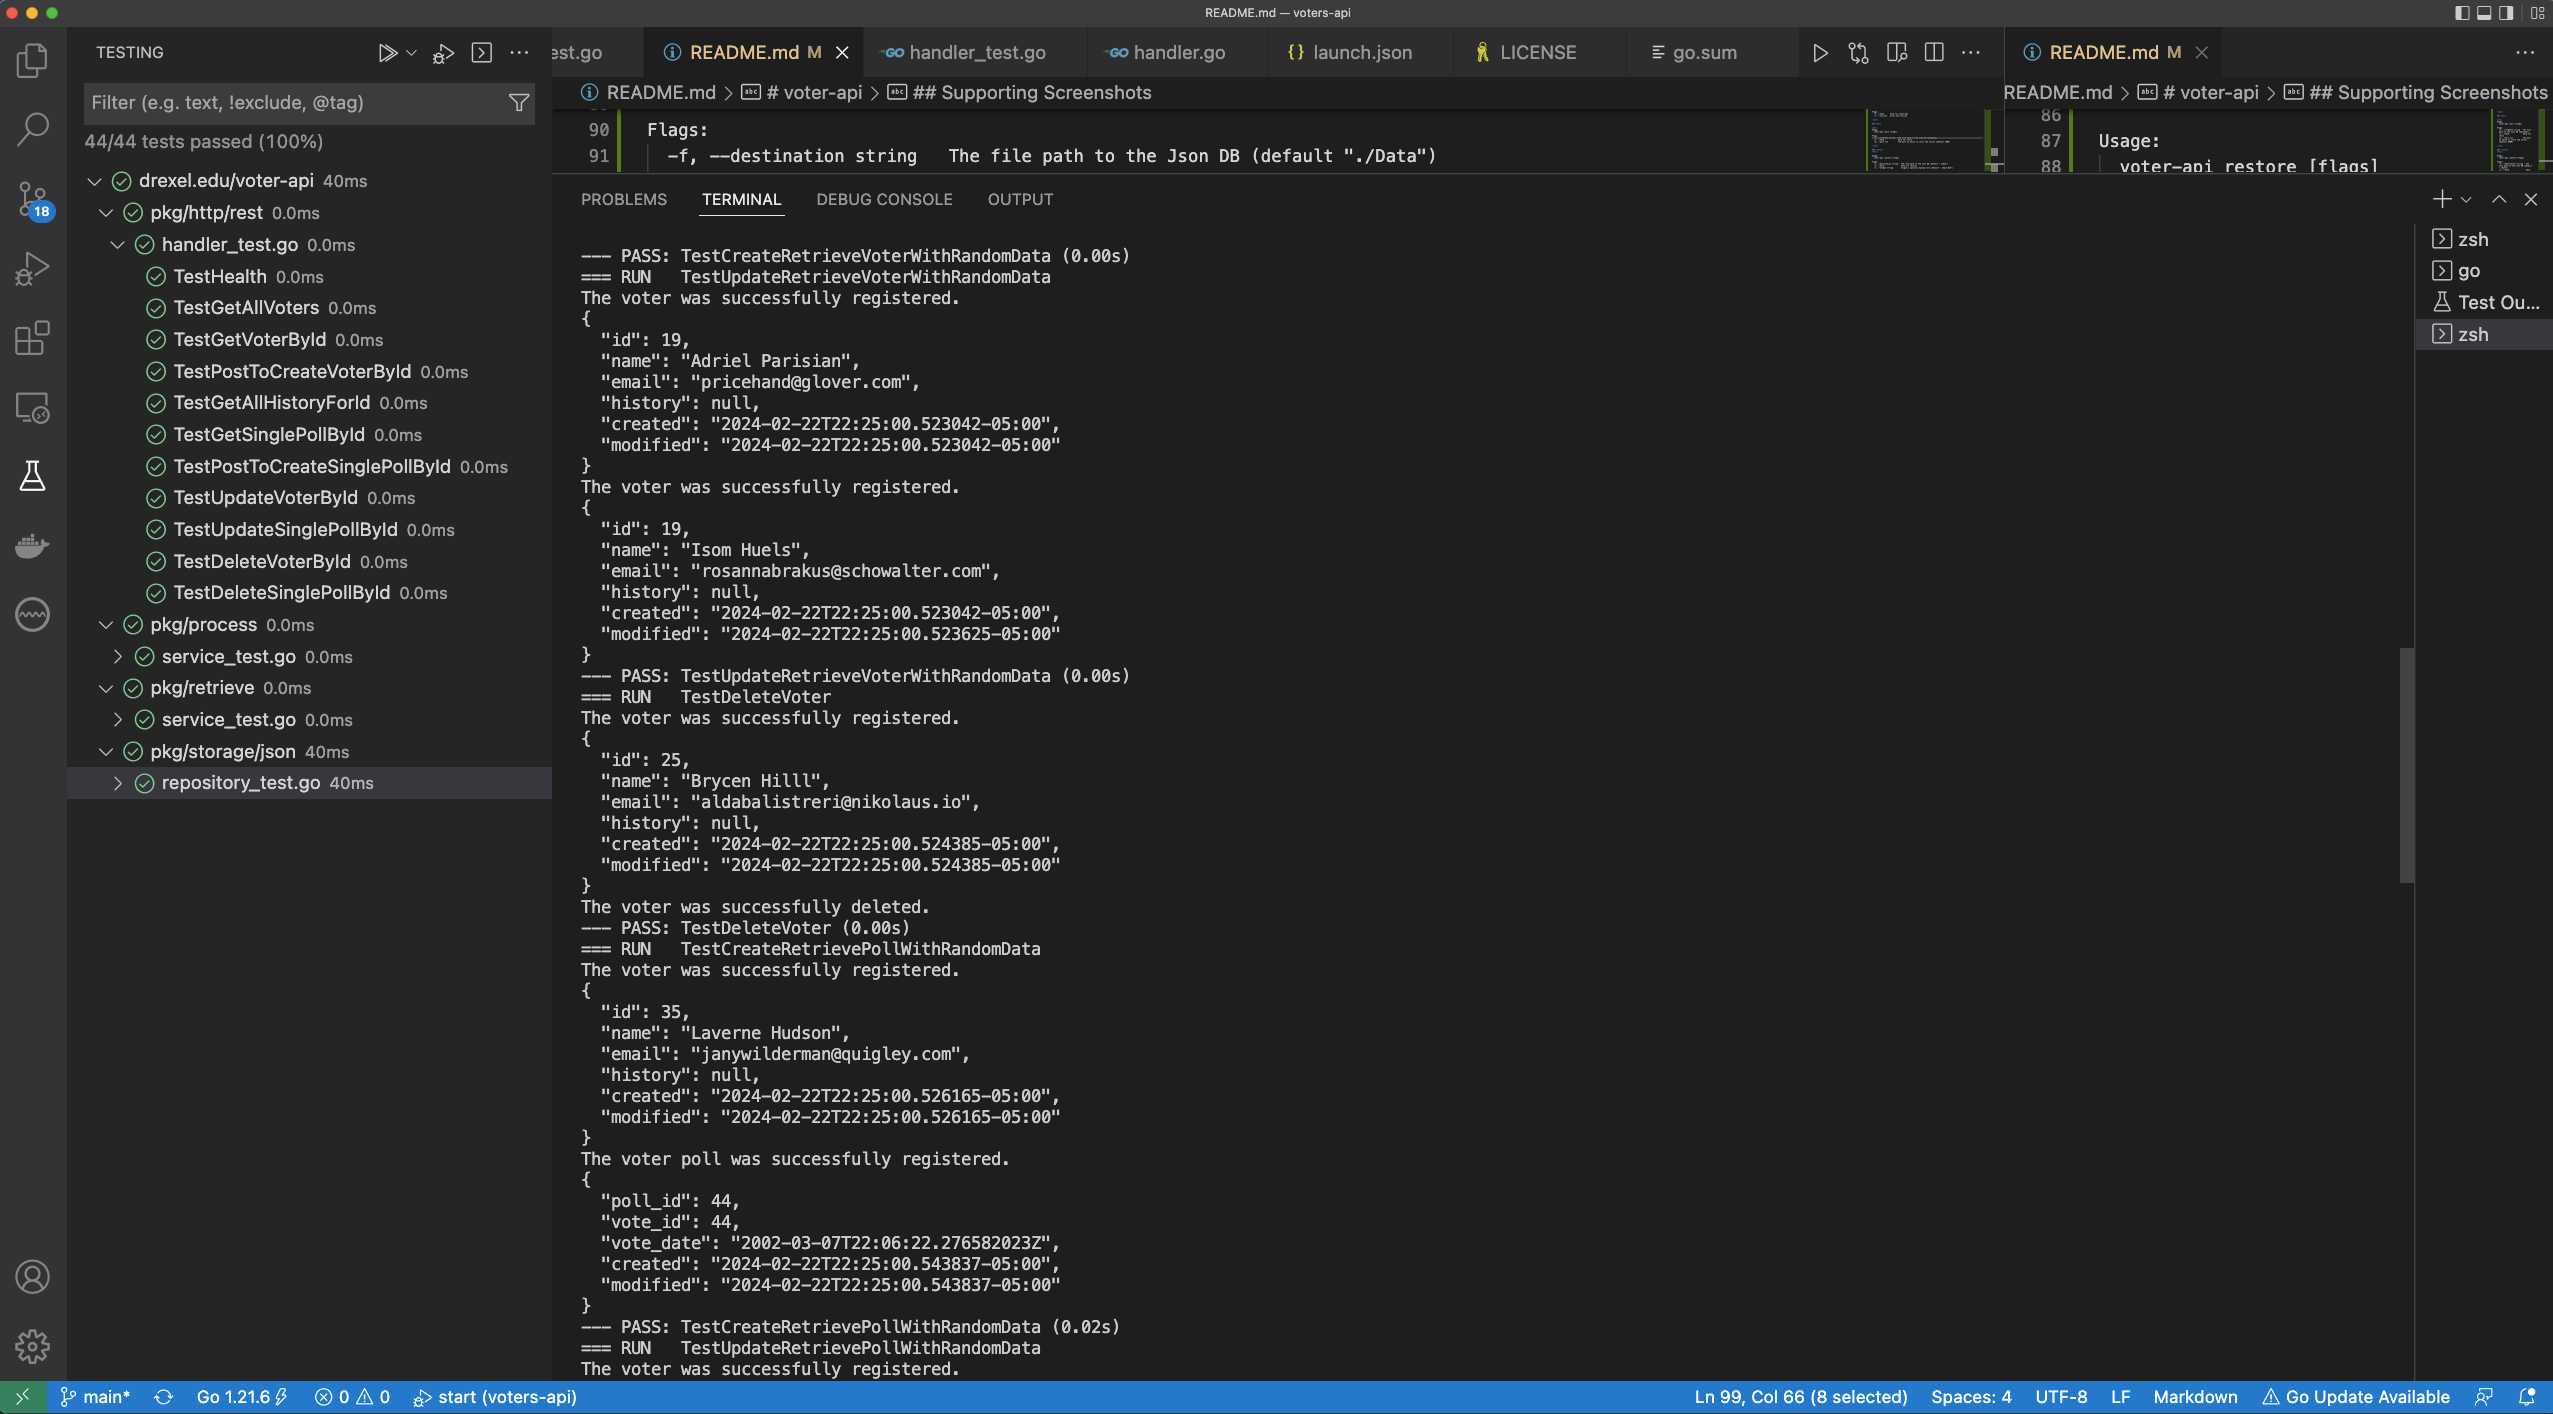 README.md — voters-api
TESTING
Filter (e.g. text, !exclude, @tag)
44/44 tests passed (100%)
drexel.edu/voter-api 40ms
pkg/http/rest 0.0ms
handler_test.go 0.0ms
TestHealth 0.0ms
TestGetAllVoters 0.0ms
TestGetVoterById 0.0ms
TestPostToCreateVoterById 0.0ms
TestGetAllHistoryForId 0.0ms
TestGetSinglePollById 0.0ms
TestPostToCreateSinglePollById 0.0ms
TestUpdateVoterById 0.0ms
TestUpdateSinglePollById 0.0ms
TestDeleteVoterById 0.0ms
TestDeleteSinglePollById 0.0ms
pkg/process 0.0ms
service_test.go 0.0ms
pkg/retrieve 0.0ms
service_test.go 0.0ms
pkg/storage/json 40ms
repository_test.go 40ms
18
est.go README.md M handler_test.go handler.go {} launch.json LICENSE go.sum
README.md > # voter-api > ## Supporting Screenshots
90 Flags:
91 -f, --destination string The file path to the Json DB (default "./Data")
README.md M
README.md > # voter-api > ## Supporting Screenshots
86
87 Usage:
88 voter-api restore [flags]
PROBLEMS TERMINAL DEBUG CONSOLE OUTPUT
--- PASS: TestCreateRetrieveVoterWithRandomData (0.00s)
=== RUN TestUpdateRetrieveVoterWithRandomData
The voter was successfully registered.
{
"id": 19,
"name": "Adriel Parisian",
"email": "pricehand@glover.com",
"history": null,
"created": "2024-02-22T22:25:00.523042-05:00",
"modified": "2024-02-22T22:25:00.523042-05:00"
}
The voter was successfully registered.
{
"id": 19,
"name": "Isom Huels",
"email": "rosannabrakus@schowalter.com",
"history": null,
"created": "2024-02-22T22:25:00.523042-05:00",
"modified": "2024-02-22T22:25:00.523625-05:00"
}
--- PASS: TestUpdateRetrieveVoterWithRandomData (0.00s)
=== RUN TestDeleteVoter
The voter was successfully registered.
{
"id": 25,
"name": "Brycen Hilll",
"email": "aldabalistreri@nikolaus.io",
"history": null,
"created": "2024-02-22T22:25:00.524385-05:00",
"modified": "2024-02-22T22:25:00.524385-05:00"
}
The voter was successfully deleted.
--- PASS: TestDeleteVoter (0.00s)
=== RUN TestCreateRetrievePollWithRandomData
The voter was successfully registered.
{
"id": 35,
"name": "Laverne Hudson",
"email": "janywilderman@quigley.com",
"history": null,
"created": "2024-02-22T22:25:00.526165-05:00",
"modified": "2024-02-22T22:25:00.526165-05:00"
}
The voter poll was successfully registered.
{
"poll_id": 44,
"vote_id": 44,
"vote_date": "2002-03-07T22:06:22.276582023Z",
"created": "2024-02-22T22:25:00.543837-05:00",
"modified": "2024-02-22T22:25:00.543837-05:00"
}
--- PASS: TestCreateRetrievePollWithRandomData (0.02s)
=== RUN TestUpdateRetrievePollWithRandomData
The voter was successfully registered.
zsh
go
Test Ou...
zsh
main* Go 1.21.6 0 0 start (voters-api) Ln 99, Col 66 (8 selected) Spaces: 4 UTF-8 LF Markdown Go Update Available